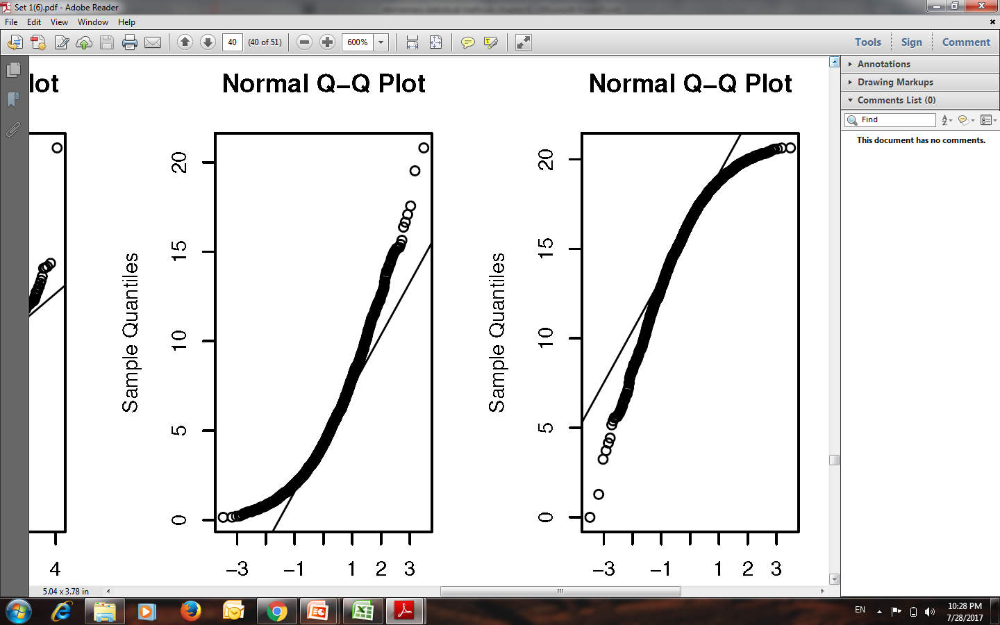 Set 1(6).pdf - Adobe Reader
File Edit View Window Help
40 (40 of 51) 600% Tools Sign Comment
Annotations
Drawing Markups
Comments List (0)
Find
This document has no comments.
lot
4
Normal Q–Q Plot
Sample Quantiles
20
15
10
5
0
–3 –1 1 2 3
Normal Q–Q Plot
Sample Quantiles
20
15
10
5
0
–3 –1 1 2 3
5.04 x 3.78 in
EN
10:28 PM
7/28/2017